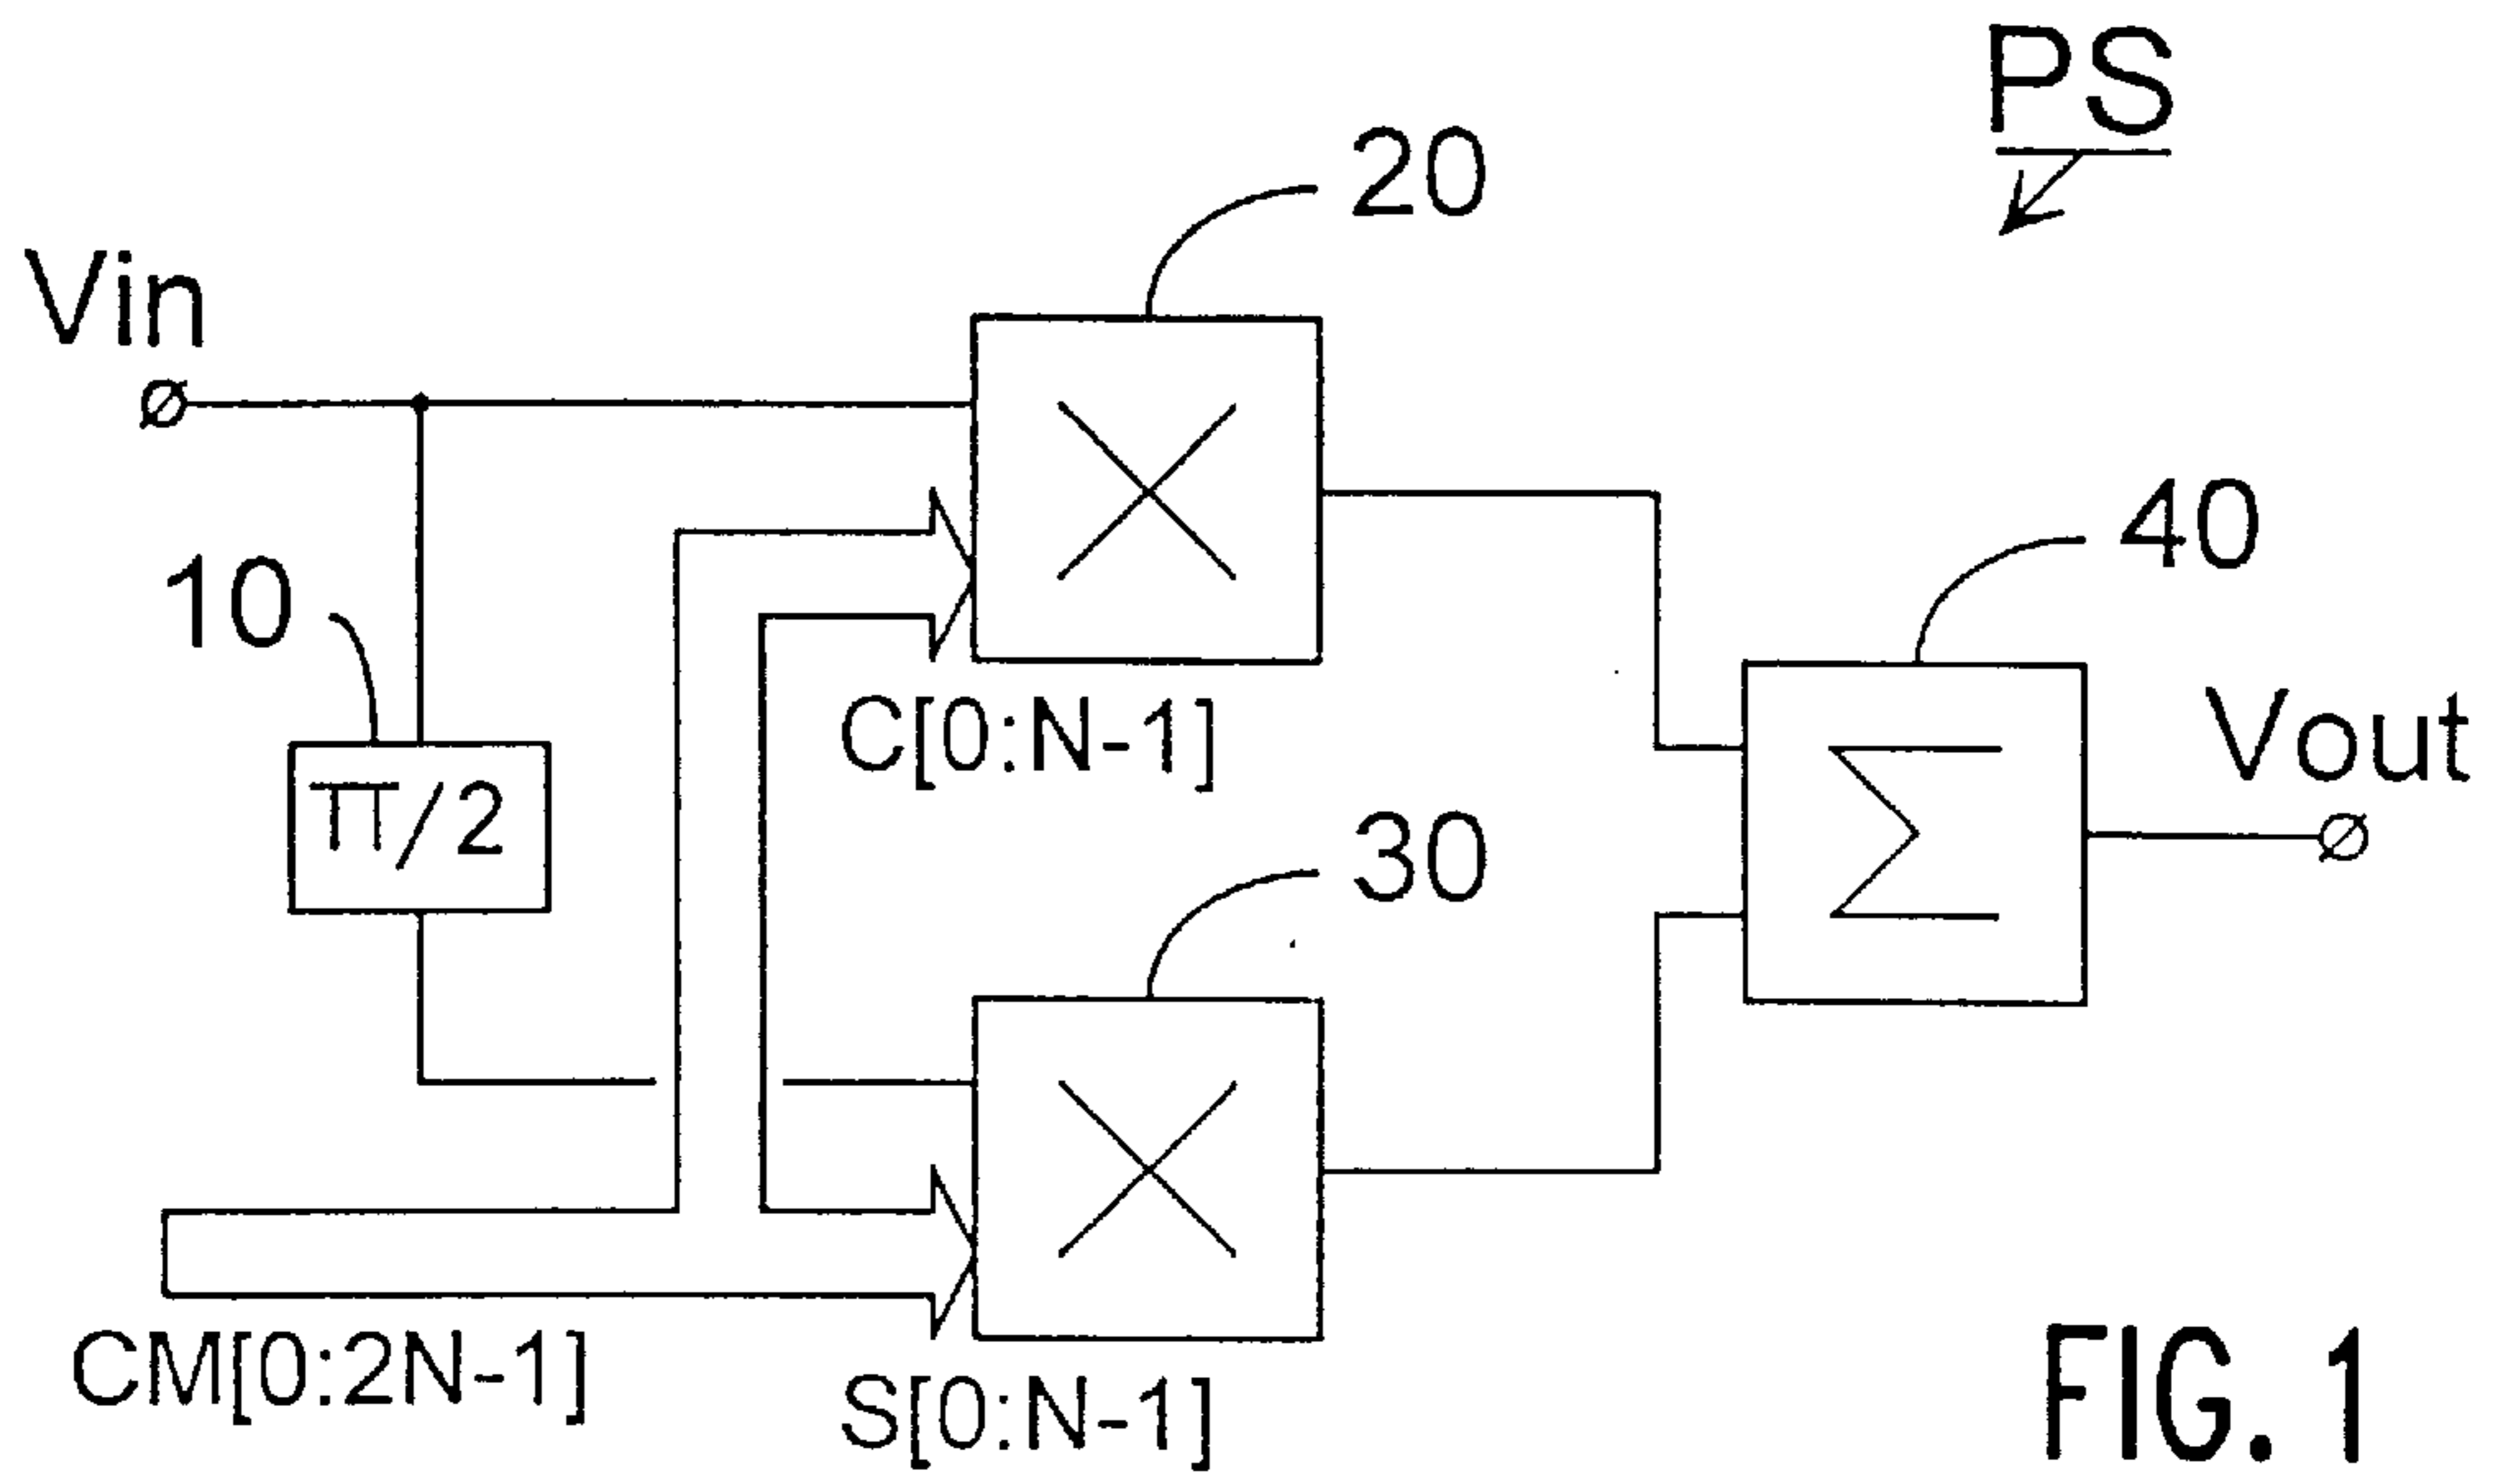 PS
20
Vin
40
10
C[0:N-1]
Vout
π/2
30
Σ
CM[0:2N-1]
S[0:N-1]
FIG. 1